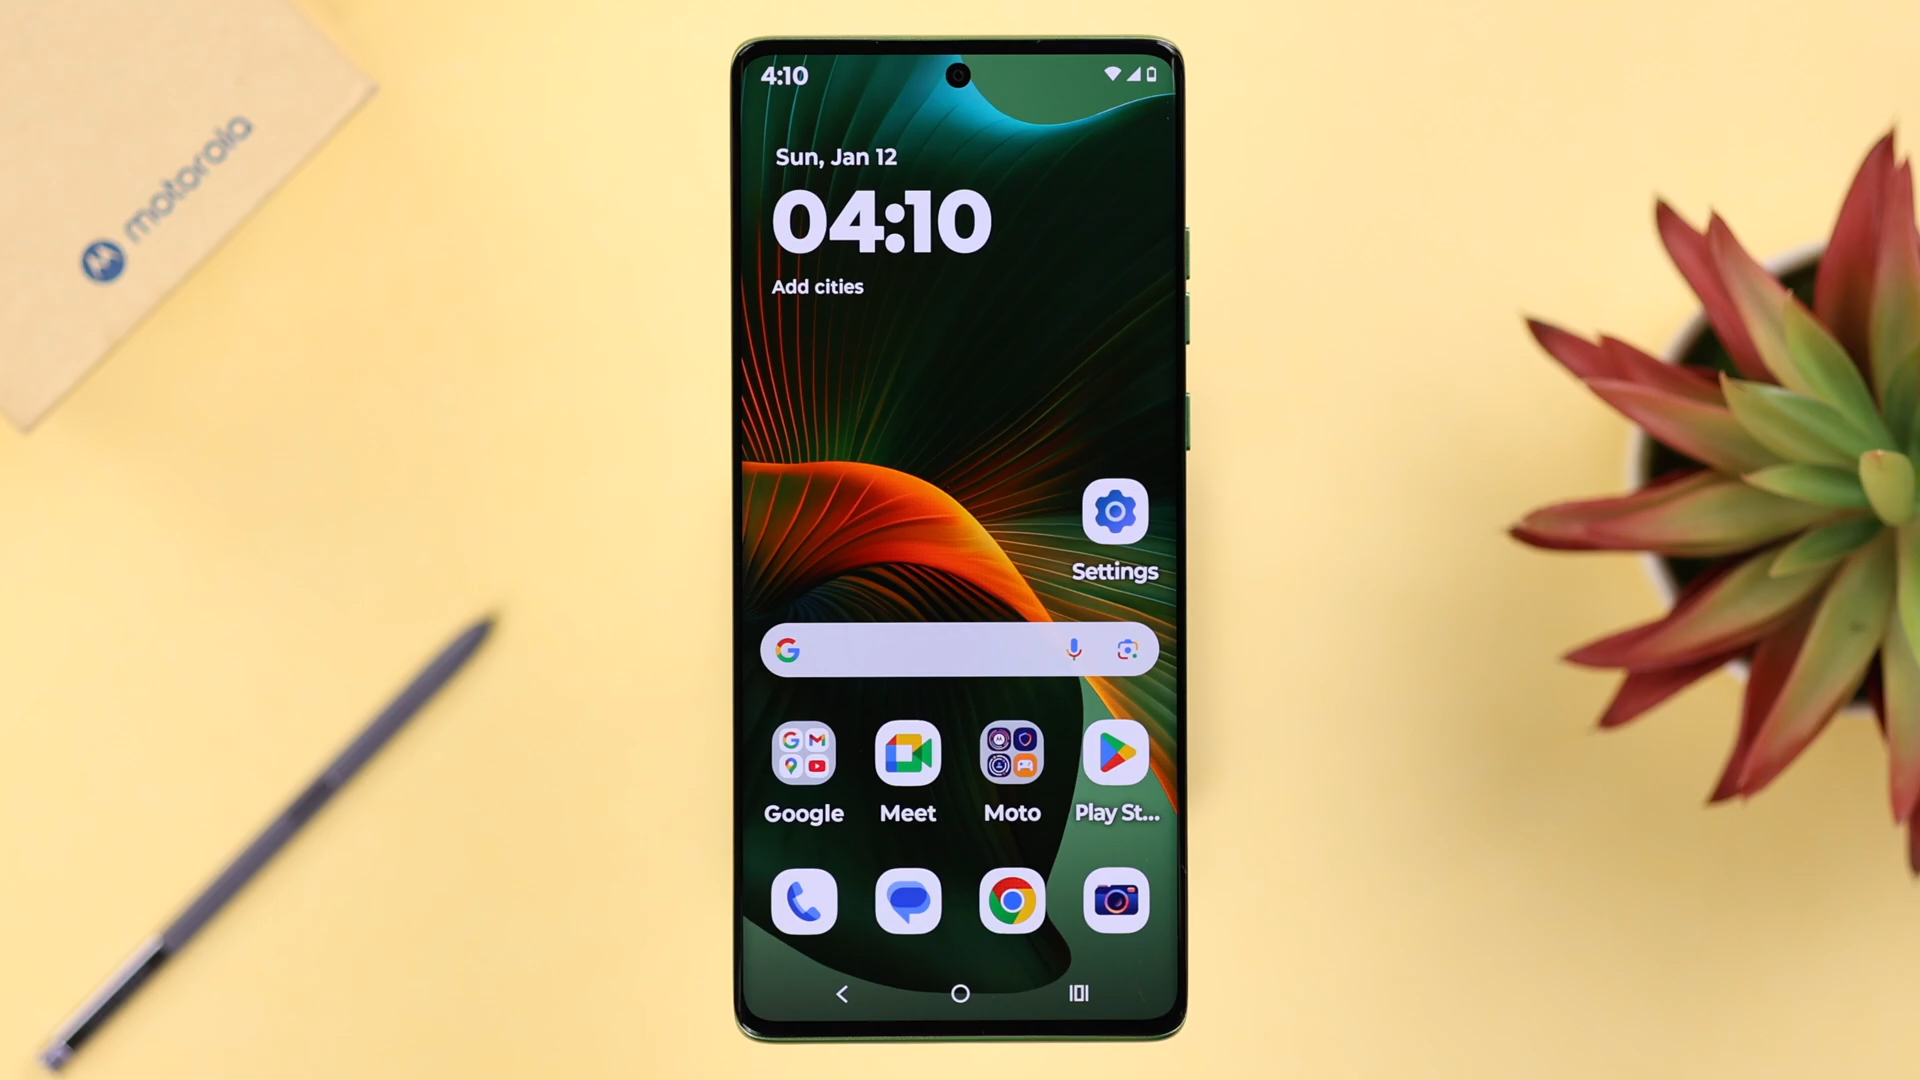 motorola
4:10
Sun, Jan 12
04:10
Add cities
Settings
Google
Meet
Moto
Play St...